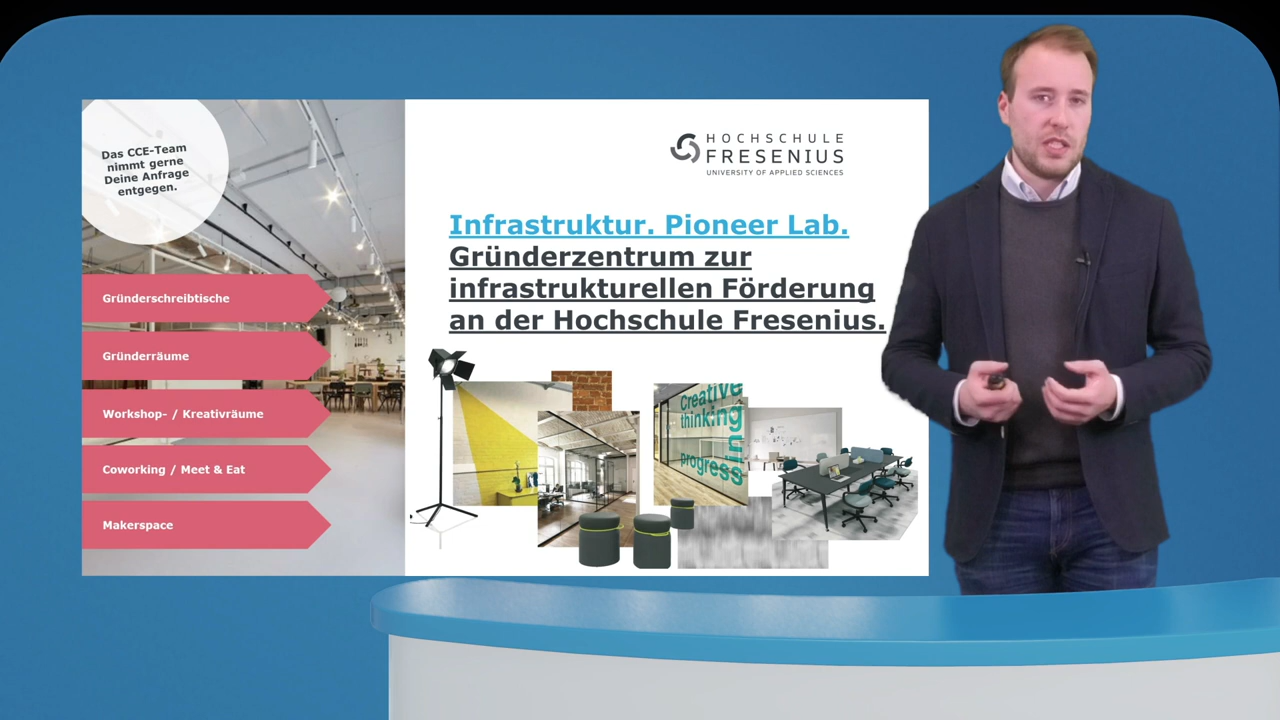 Das CCE-Team
nimmt gerne
Deine Anfrage
entgegen.
Gründerschreibtische
Gründerräume
Workshop- / Kreativräume
Coworking / Meet & Eat
Makerspace
HOCHSCHULE
FRESENIUS
UNIVERSITY OF APPLIED SCIENCES
Infrastruktur. Pioneer Lab.
Gründerzentrum zur
infrastrukturellen Förderung
an der Hochschule Fresenius.
Creative
thinking
progress
ing